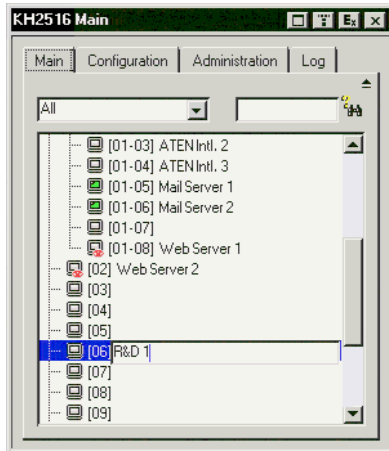 KH2516 Main
Main Configuration Administration Log
All
[01-03] ATEN Intl. 2
[01-04] ATEN Intl. 3
[01-05] Mail Server 1
[01-06] Mail Server 2
[01-07]
[01-08] Web Server 1
[02] Web Server 2
[03]
[04]
[05]
[06] R&D 1
[07]
[08]
[09]